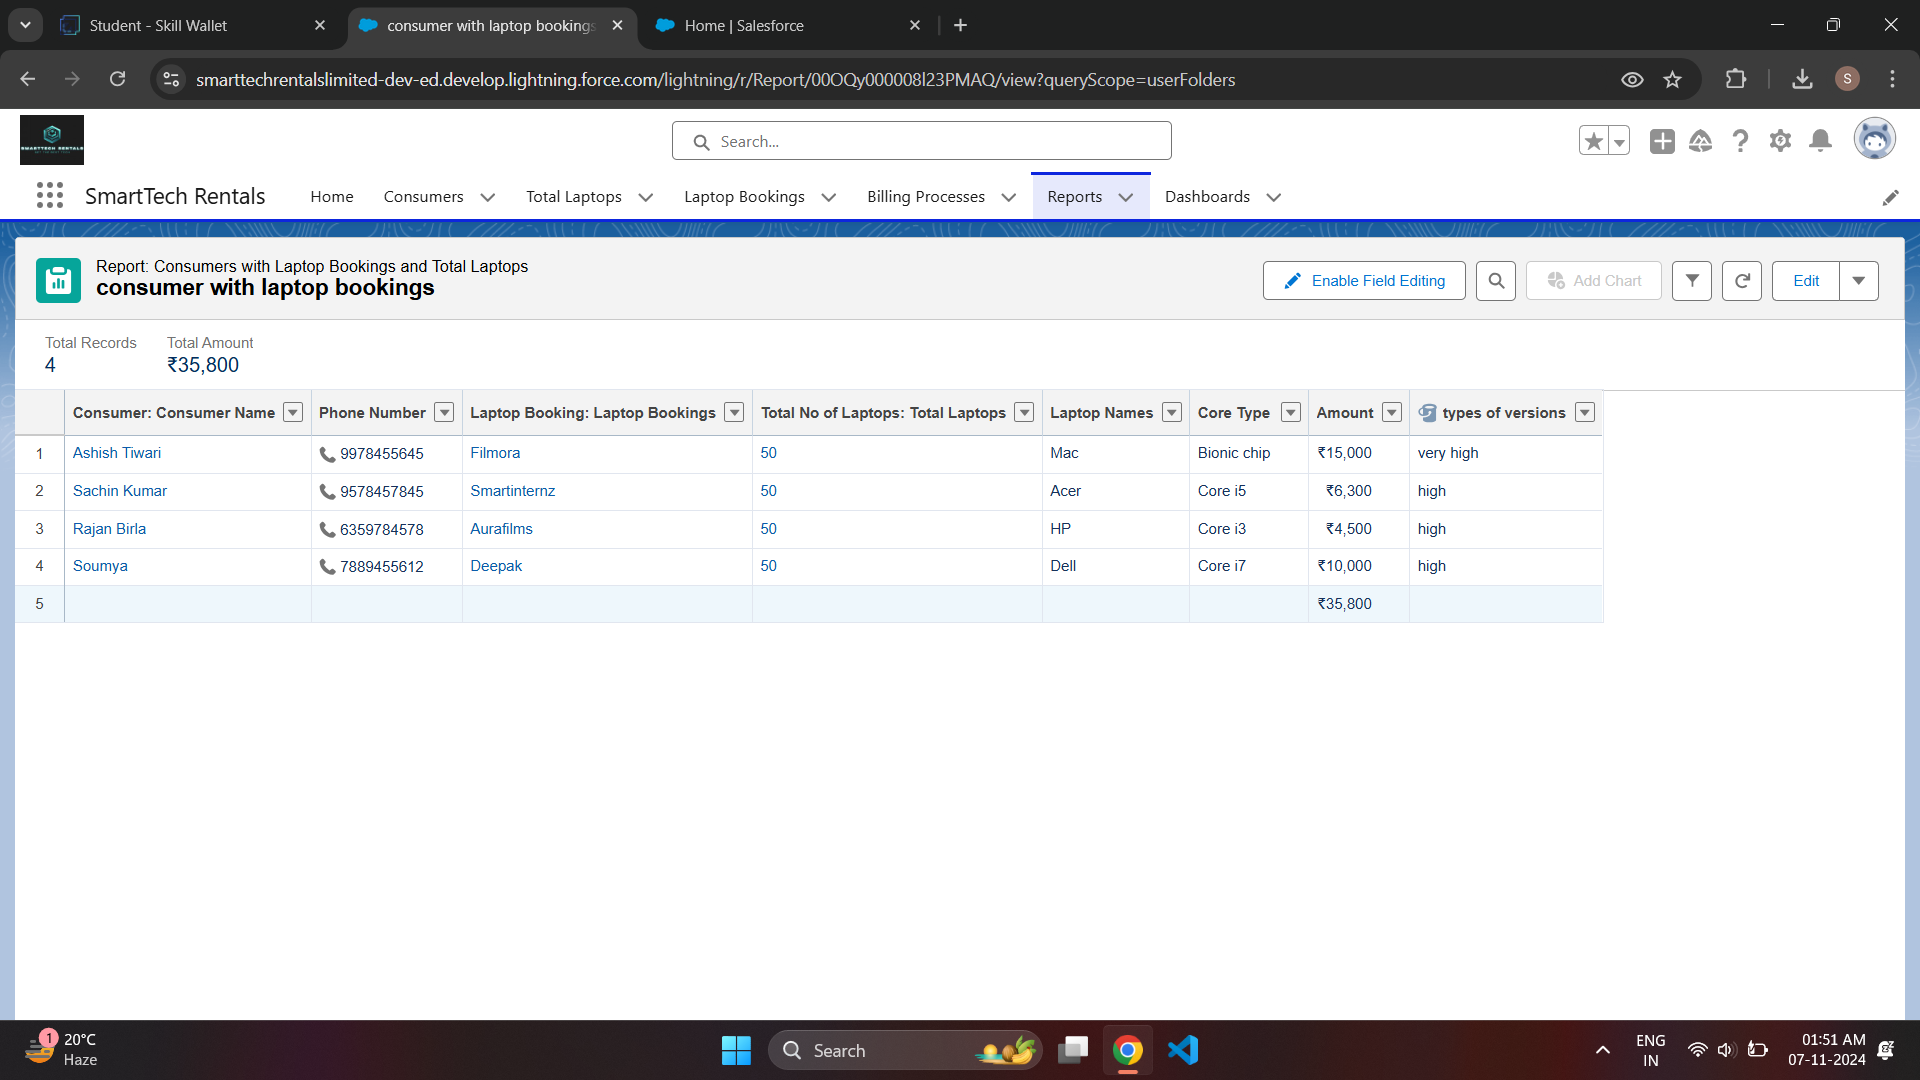 Student - Skill Wallet
consumer with laptop bookings
Home | Salesforce
smarttechrentalslimited-dev-ed.develop.lightning.force.com/lightning/r/Report/00OQy000008l23PMAQ/view?queryScope=userFolders
S
SMARTTECH RENTALS
Search...
SmartTech Rentals
Home
Consumers
Total Laptops
Laptop Bookings
Billing Processes
Reports
Dashboards
Report: Consumers with Laptop Bookings and Total Laptops
consumer with laptop bookings
Enable Field Editing
Add Chart
Edit
Total Records
4
Total Amount
₹35,800
Consumer: Consumer Name Phone Number Laptop Booking: Laptop Bookings Total No of Laptops: Total Laptops Laptop Names Core Type Amount types of versions
1 Ashish Tiwari 9978455645 Filmora 50 Mac Bionic chip ₹15,000 very high
2 Sachin Kumar 9578457845 Smartinternz 50 Acer Core i5 ₹6,300 high
3 Rajan Birla 6359784578 Aurafilms 50 HP Core i3 ₹4,500 high
4 Soumya 7889455612 Deepak 50 Dell Core i7 ₹10,000 high
5 ₹35,800
1
20°C
Haze
Search
ENG
IN
01:51 AM
07-11-2024